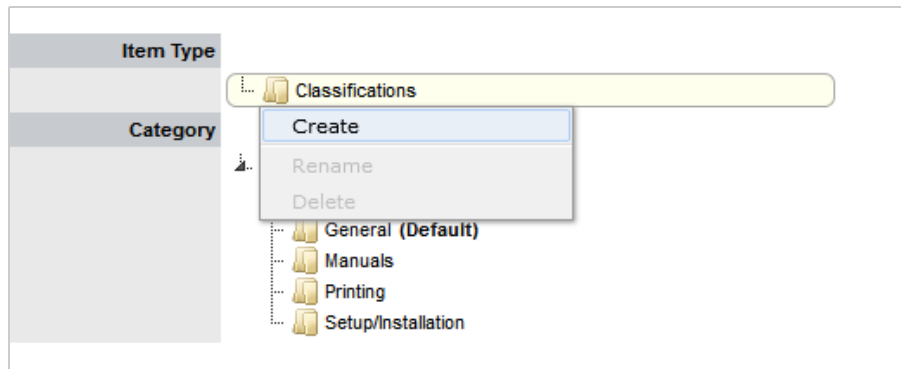 Item Type
Classifications
Category
Create
Rename
Delete
General (Default)
Manuals
Printing
Setup/Installation